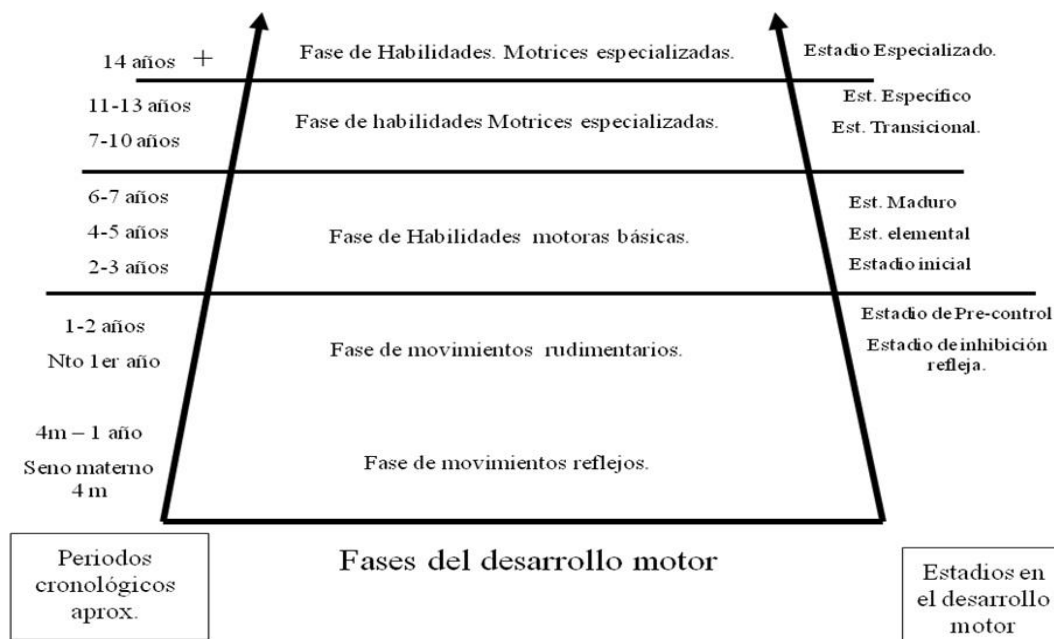 14 años +
Fase de Habilidades. Motrices especializadas.
Estadio Especializado.
11-13 años
7-10 años
Fase de habilidades Motrices especializadas.
Est. Específico
Est. Transicional.
6-7 años
4-5 años
2-3 años
Fase de Habilidades motoras básicas.
Est. Maduro
Est. elemental
Estadio inicial
1-2 años
Nto 1er año
Fase de movimientos rudimentarios.
Estadio de Pre-control
Estadio de inhibición
refleja.
4m – 1 año
Seno materno
4 m
Fase de movimientos reflejos.
Periodos
cronológicos
aprox.
Fases del desarrollo motor
Estadios en
el desarrollo
motor